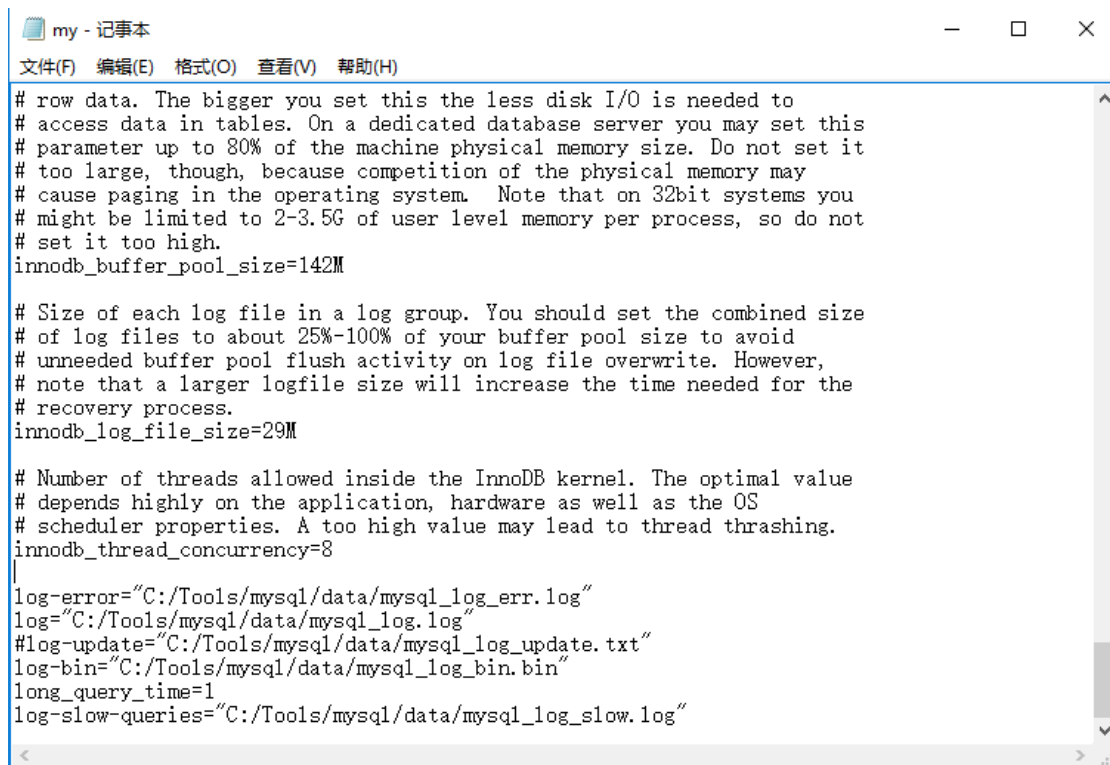 my - 记事本
文件(F) 编辑(E) 格式(O) 查看(V) 帮助(H)
# row data. The bigger you set this the less disk I/O is needed to
# access data in tables. On a dedicated database server you may set this
# parameter up to 80% of the machine physical memory size. Do not set it
# too large, though, because competition of the physical memory may
# cause paging in the operating system.  Note that on 32bit systems you
# might be limited to 2-3.5G of user level memory per process, so do not
# set it too high.
innodb_buffer_pool_size=142M
# Size of each log file in a log group. You should set the combined size
# of log files to about 25%-100% of your buffer pool size to avoid
# unneeded buffer pool flush activity on log file overwrite. However,
# note that a larger logfile size will increase the time needed for the
# recovery process.
innodb_log_file_size=29M
# Number of threads allowed inside the InnoDB kernel. The optimal value
# depends highly on the application, hardware as well as the OS
# scheduler properties. A too high value may lead to thread thrashing.
innodb_thread_concurrency=8
log-error="C:/Tools/mysql/data/mysql_log_err.log"
log="C:/Tools/mysql/data/mysql_log.log"
#log-update="C:/Tools/mysql/data/mysql_log_update.txt"
log-bin="C:/Tools/mysql/data/mysql_log_bin.bin"
long_query_time=1
log-slow-queries="C:/Tools/mysql/data/mysql_log_slow.log"